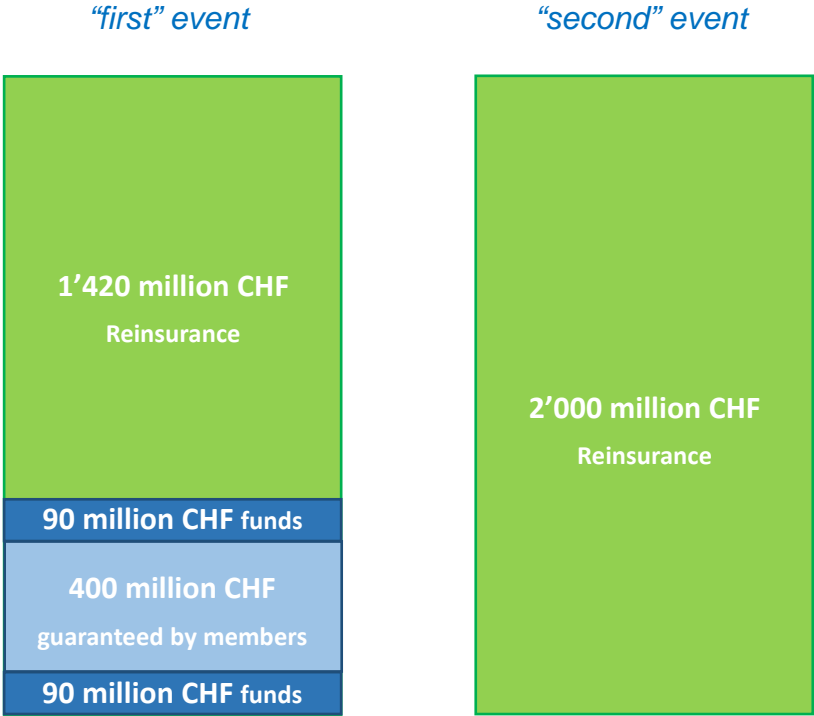 “first” event
“second” event
1’420 million CHF
Reinsurance
2’000 million CHF
Reinsurance
90 million CHF funds
400 million CHF
guaranteed by members
90 million CHF funds